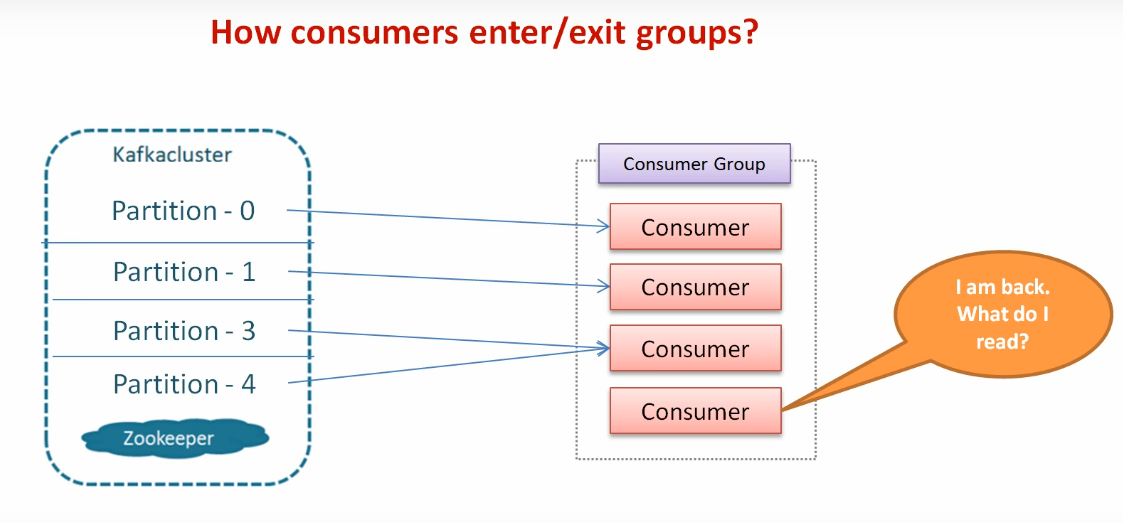 How consumers enter/exit groups?
Kafkacluster
Partition - 0
Partition - 1
Partition - 3
Partition - 4
Zookeeper
Consumer Group
Consumer
Consumer
Consumer
Consumer
I am back.
What do I
read?